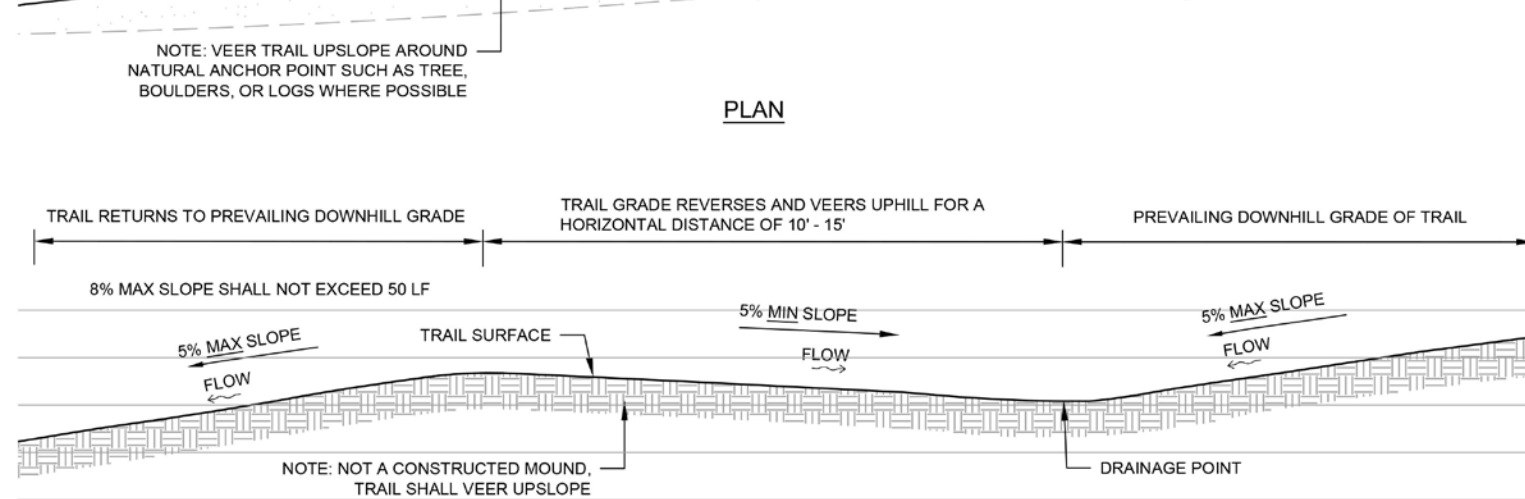 NOTE: VEER TRAIL UPSLOPE AROUND
NATURAL ANCHOR POINT SUCH AS TREE,
BOULDERS, OR LOGS WHERE POSSIBLE
PLAN
TRAIL RETURNS TO PREVAILING DOWNHILL GRADE
TRAIL GRADE REVERSES AND VEERS UPHILL FOR A
HORIZONTAL DISTANCE OF 10' - 15'
PREVAILING DOWNHILL GRADE OF TRAIL
8% MAX SLOPE SHALL NOT EXCEED 50 LF
5% MAX SLOPE
FLOW
TRAIL SURFACE
5% MIN SLOPE
FLOW
5% MAX SLOPE
FLOW
NOTE: NOT A CONSTRUCTED MOUND,
TRAIL SHALL VEER UPSLOPE
DRAINAGE POINT